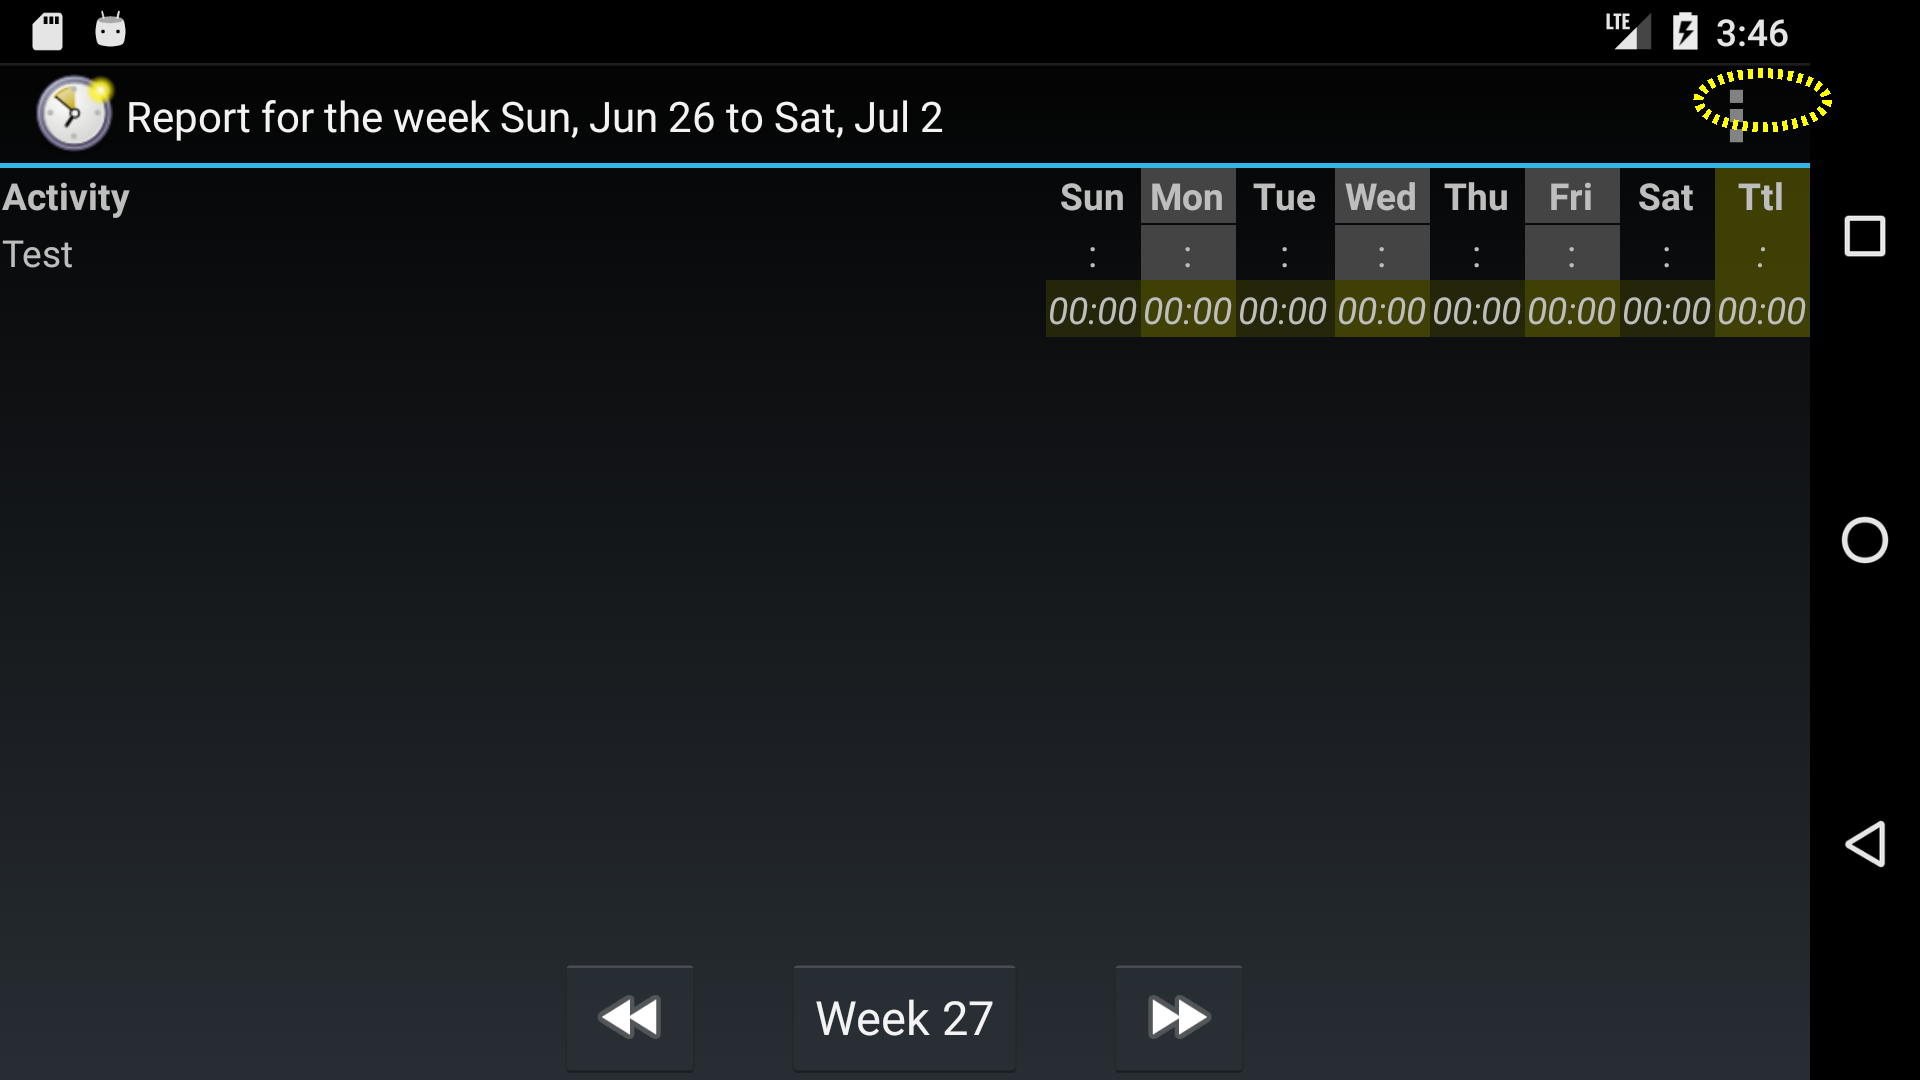 LTE 3:46
Report for the week Sun, Jun 26 to Sat, Jul 2
Activity Sun Mon Tue Wed Thu Fri Sat Ttl
Test : : : : : : : :
00:00 00:00 00:00 00:00 00:00 00:00 00:00 00:00
Week 27